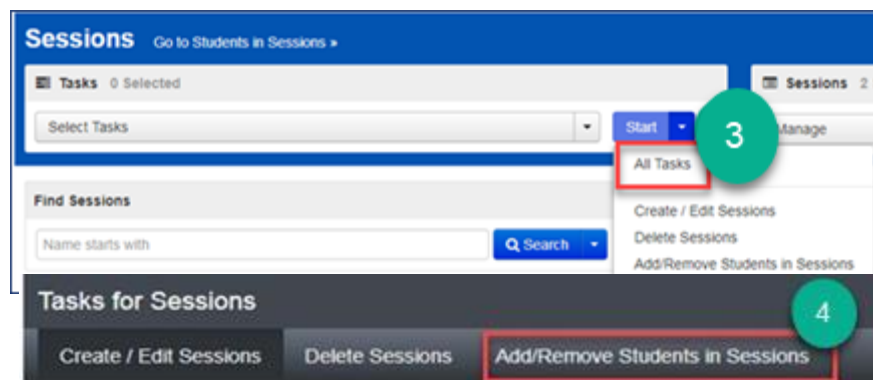 Sessions Go to Students in Sessions »
Tasks 0 Selected
Sessions 2
Select Tasks
Start
3
Manage
All Tasks
Find Sessions
Create / Edit Sessions
Name starts with
Search
Delete Sessions
Add/Remove Students in Sessions
Tasks for Sessions
4
Create / Edit Sessions Delete Sessions Add/Remove Students in Sessions